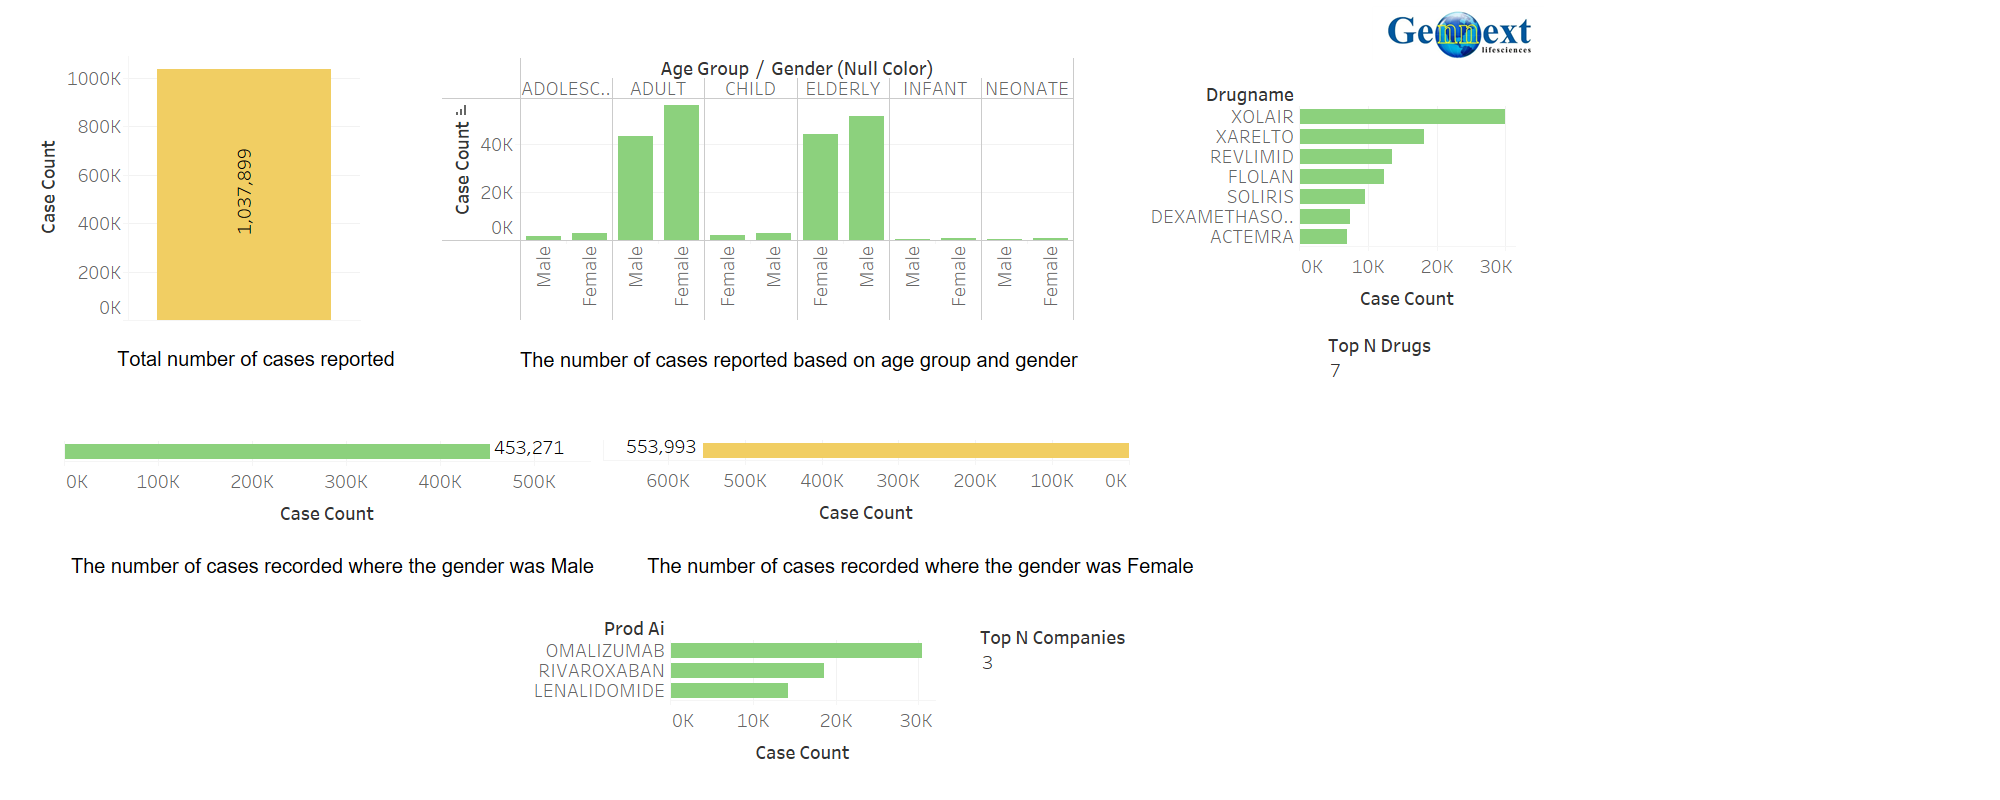 Gennext
lifesciences
Case Count
1000K
800K
600K
400K
200K
0K
1,037,899
Total number of cases reported
Age Group / Gender (Null Color)
ADOLESC.. ADULT CHILD ELDERLY INFANT NEONATE
Case Count
40K
20K
0K
Male Female Male Female Female Male Female Male Male Female Male Female
The number of cases reported based on age group and gender
Drugname
XOLAIR
XARELTO
REVLIMID
FLOLAN
SOLIRIS
DEXAMETHASO..
ACTEMRA
0K 10K 20K 30K
Case Count
Top N Drugs
7
453,271
0K 100K 200K 300K 400K 500K
Case Count
The number of cases recorded where the gender was Male
553,993
600K 500K 400K 300K 200K 100K 0K
Case Count
The number of cases recorded where the gender was Female
Prod Ai
OMALIZUMAB
RIVAROXABAN
LENALIDOMIDE
0K 10K 20K 30K
Case Count
Top N Companies
3